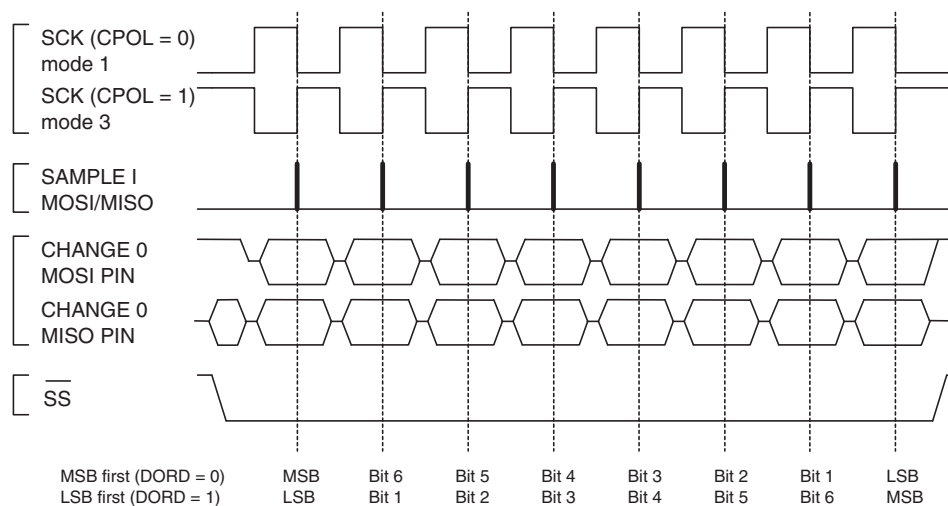 SCK (CPOL = 0)
mode 1
SCK (CPOL = 1)
mode 3
SAMPLE I
MOSI/MISO
CHANGE 0
MOSI PIN
CHANGE 0
MISO PIN
SS
MSB first (DORD = 0) MSB Bit 6 Bit 5 Bit 4 Bit 3 Bit 2 Bit 1 LSB
LSB first (DORD = 1) LSB Bit 1 Bit 2 Bit 3 Bit 4 Bit 5 Bit 6 MSB